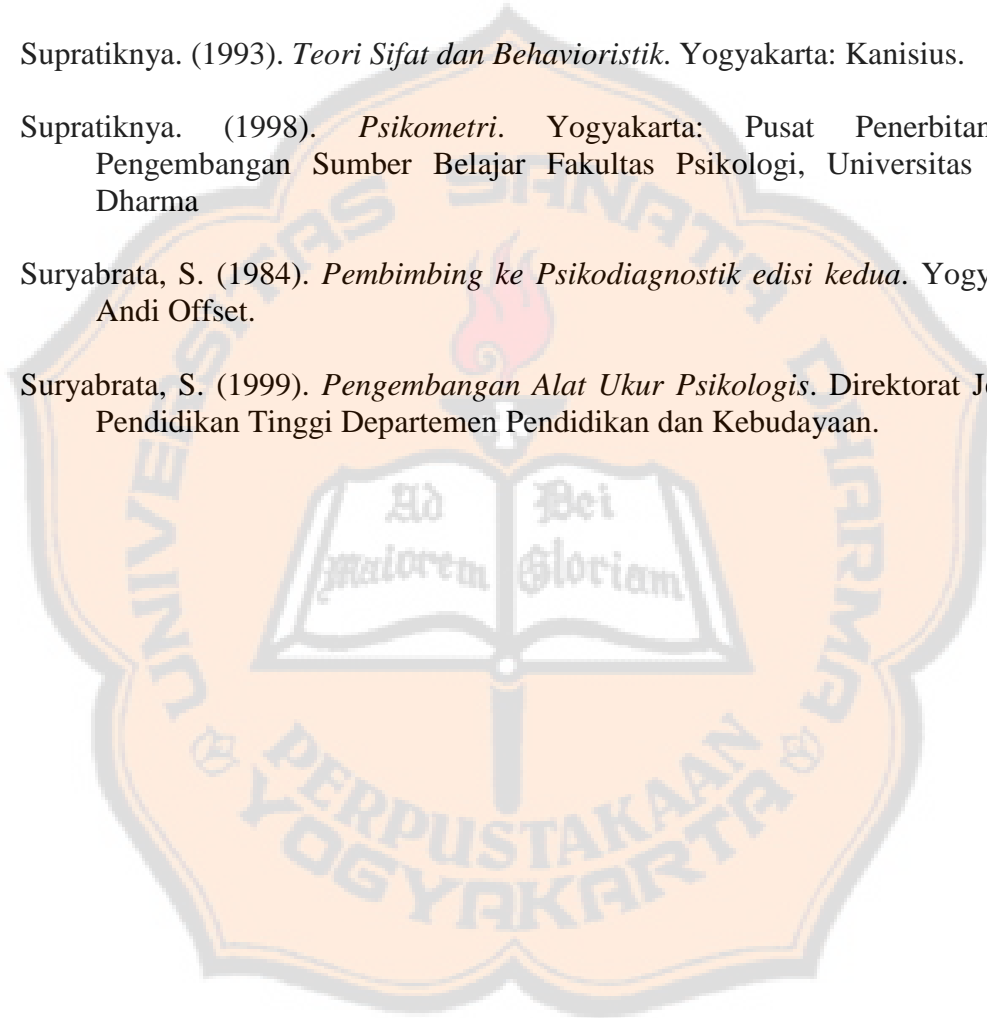 Supratiknya. (1993). Teori Sifat dan Behavioristik. Yogyakarta: Kanisius.
Supratiknya. (1998). Psikometri. Yogyakarta: Pusat Penerbitan
Pengembangan Sumber Belajar Fakultas Psikologi, Universitas
Dharma
Suryabrata, S. (1984). Pembimbing ke Psikodiagnostik edisi kedua. Yogy
Andi Offset.
Suryabrata, S. (1999). Pengembangan Alat Ukur Psikologis. Direktorat J
Pendidikan Tinggi Departemen Pendidikan dan Kebudayaan.
UNIVERSITAS SANATA DHARMA
Ad Dei
maiorem Gloriam
PERPUSTAKAAN
YOGYAKARTA